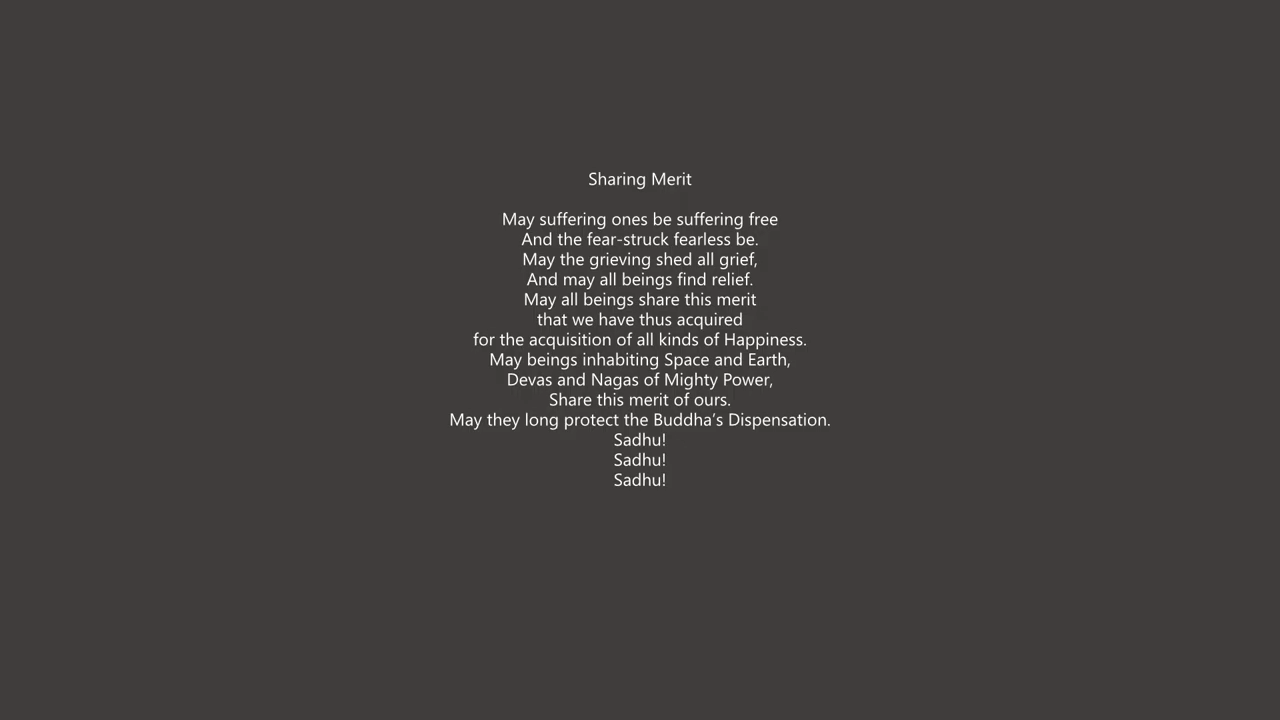 Sharing Merit
May suffering ones be suffering free
And the fear-struck fearless be.
May the grieving shed all grief,
And may all beings find relief.
May all beings share this merit
that we have thus acquired
for the acquisition of all kinds of Happiness.
May beings inhabiting Space and Earth,
Devas and Nagas of Mighty Power,
Share this merit of ours.
May they long protect the Buddha’s Dispensation.
Sadhu!
Sadhu!
Sadhu!